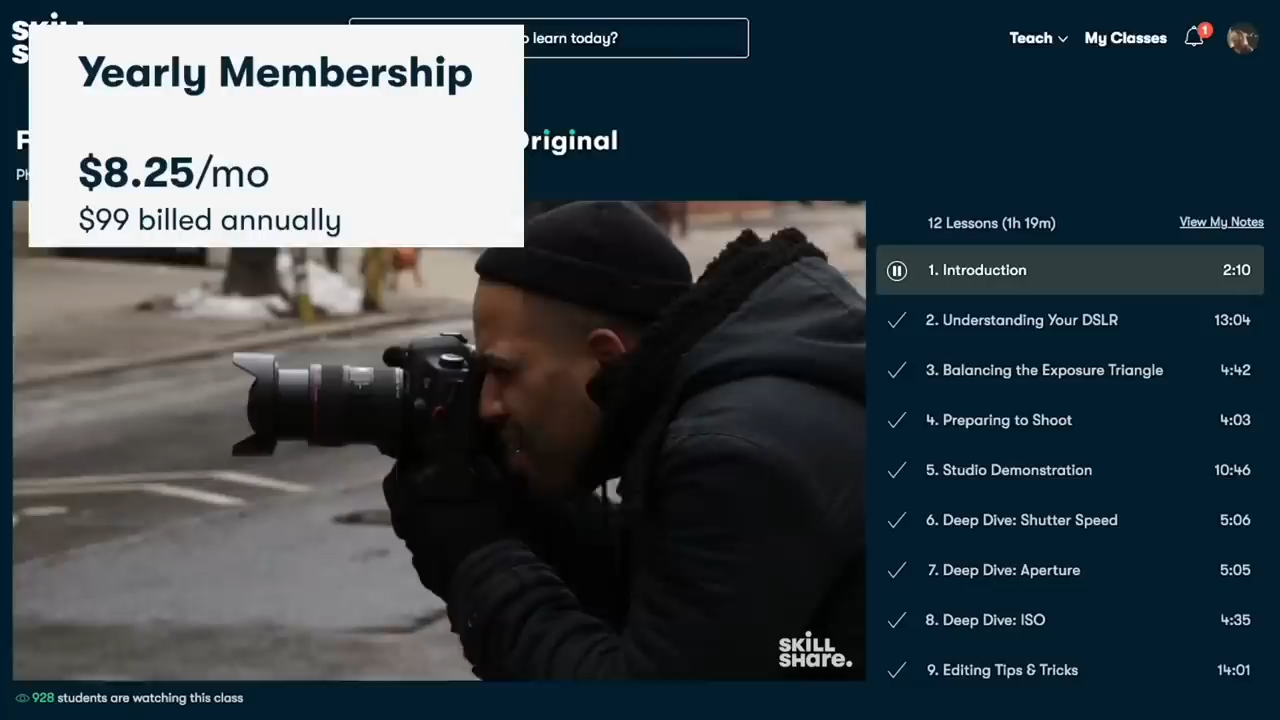 Teach
My Classes
1
learn today?
Yearly Membership
$8.25/mo
$99 billed annually
Original
12 Lessons (1h 19m)
View My Notes
1. Introduction 2:10
2. Understanding Your DSLR 13:04
3. Balancing the Exposure Triangle 4:42
4. Preparing to Shoot 4:03
5. Studio Demonstration 10:46
6. Deep Dive: Shutter Speed 5:06
7. Deep Dive: Aperture 5:05
8. Deep Dive: ISO 4:35
9. Editing Tips & Tricks 14:01
SKiLL
SHare.
928 students are watching this class